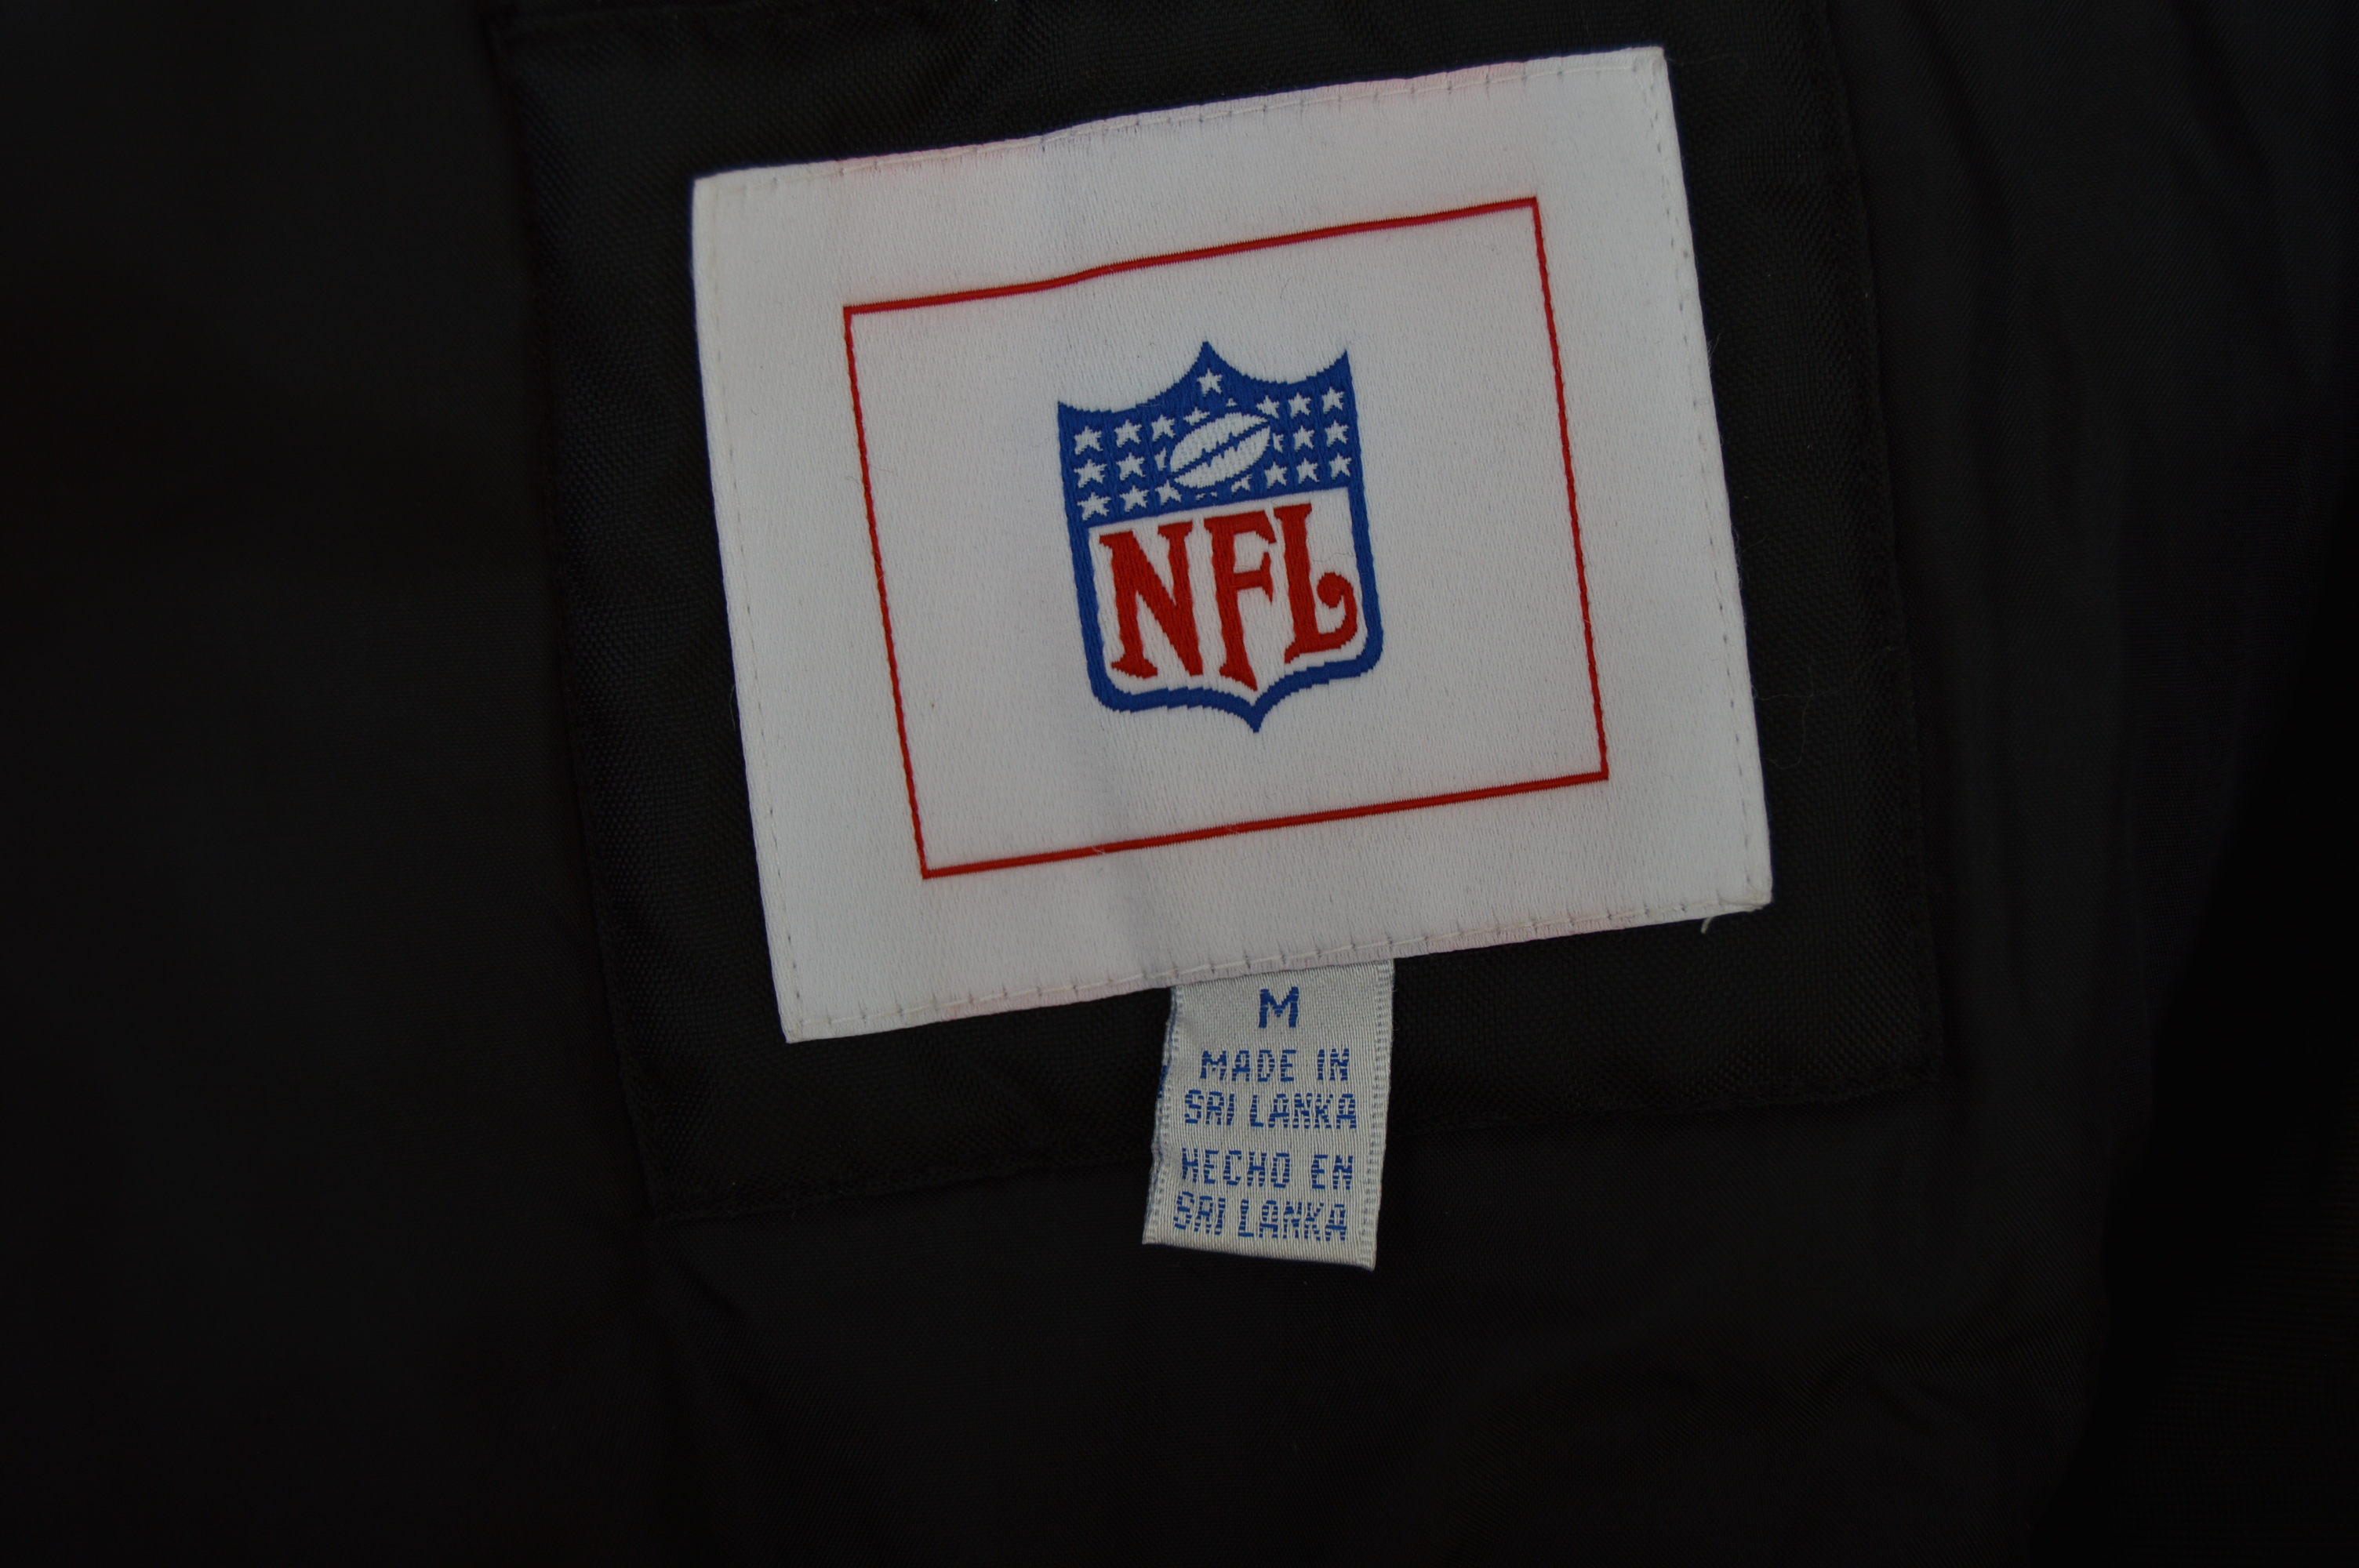 NFL
M
MADE IN
SRI LANKA
HECHO EN
SRI LANKA